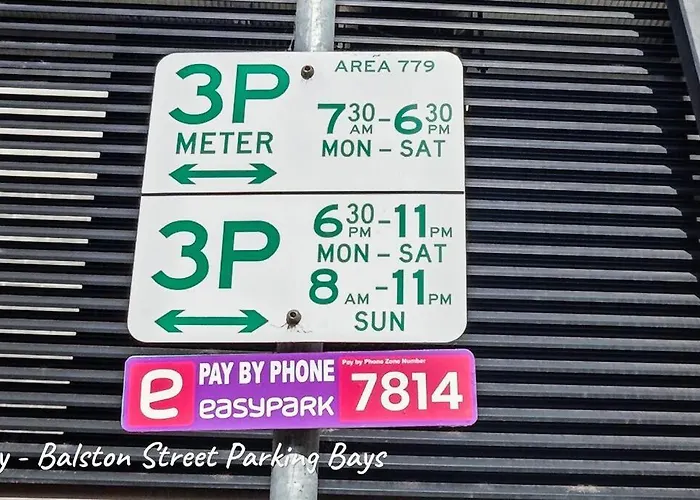 3P
METER
AREA 779
7 30 AM - 6 30 PM
MON - SAT
3P
6 30 PM - 11 PM
MON - SAT
8 AM - 11 PM
SUN
e
PAY BY PHONE
easypark
Pay by Phone Zone Number
7814
y - Balston Street Parking Bays